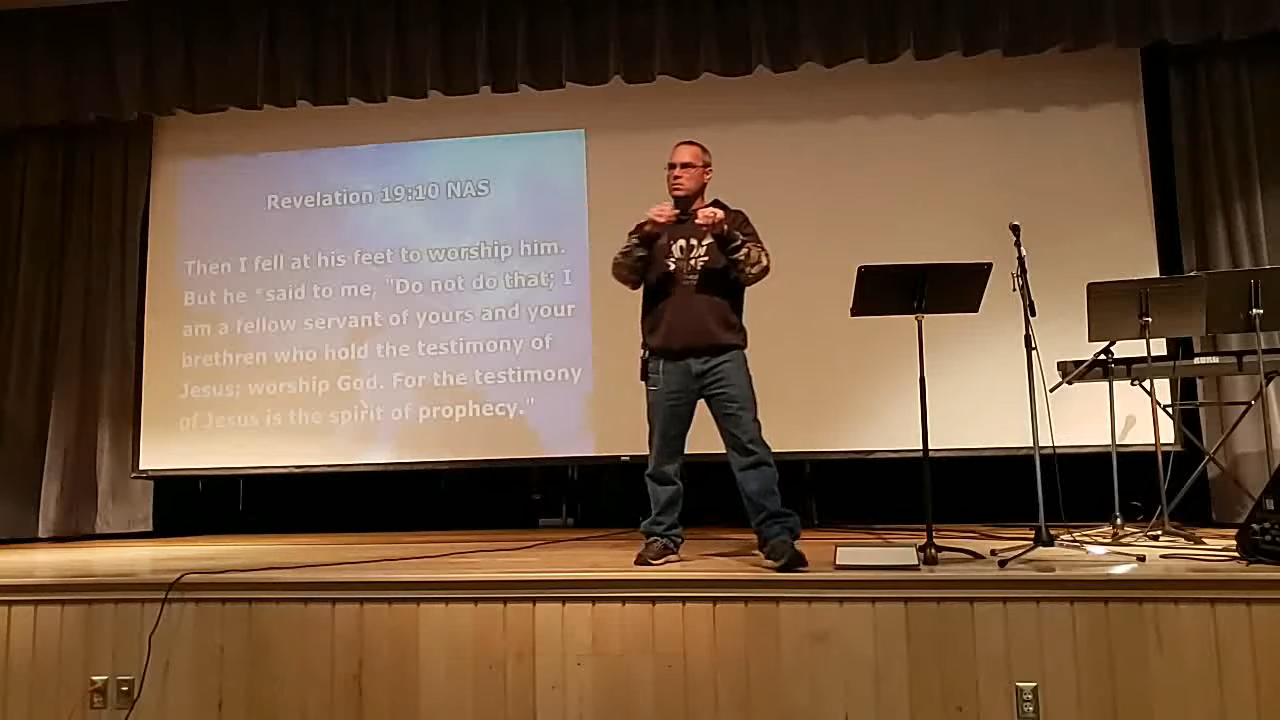 Revelation 19:10 NAS
Then I fell at his feet to worship him.
But he *said to me, "Do not do that; I
am a fellow servant of yours and your
brethren who hold the testimony of
Jesus; worship God. For the testimony
of Jesus is the spirit of prophecy."
KORG